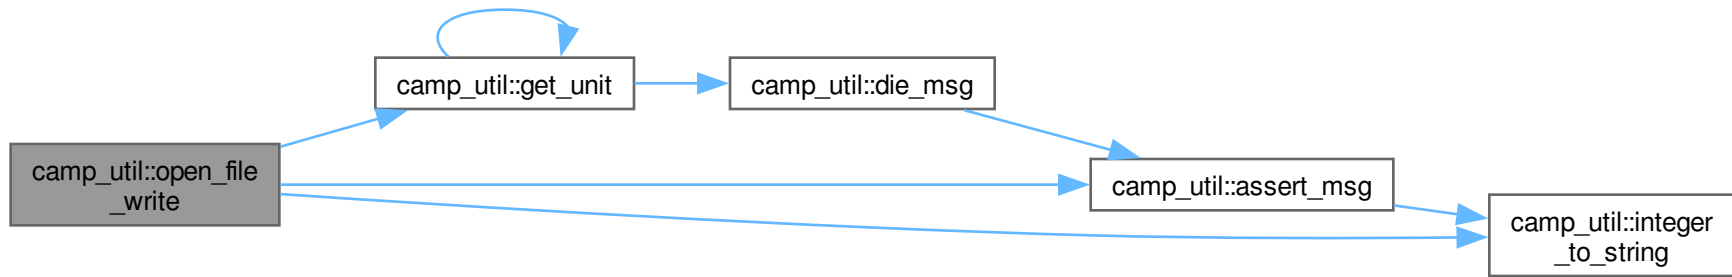 camp_util::get_unit
camp_util::die_msg
camp_util::open_file
_write
camp_util::assert_msg
camp_util::integer
_to_string